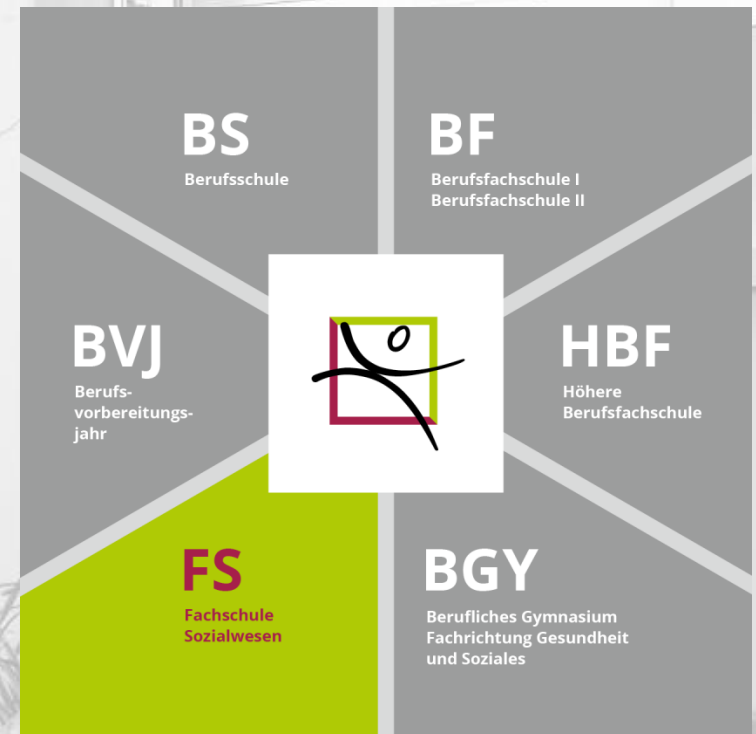 BS
Berufsschule
BF
Berufsfachschule I
Berufsfachschule II
BVJ
Berufs-
vorbereitungs-
jahr
HBF
Höhere
Berufsfachschule
FS
Fachschule
Sozialwesen
BGY
Berufliches Gymnasium
Fachrichtung Gesundheit
und Soziales